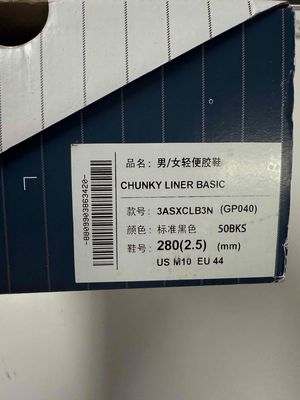 品名: 男/女轻便胶鞋
CHUNKY LINER BASIC
款号: 3ASXCLB3N (GP040)
颜色: 标准黑色 50BKS
鞋号: 280(2.5) (mm)
US M10 EU 44
-8809903863420-